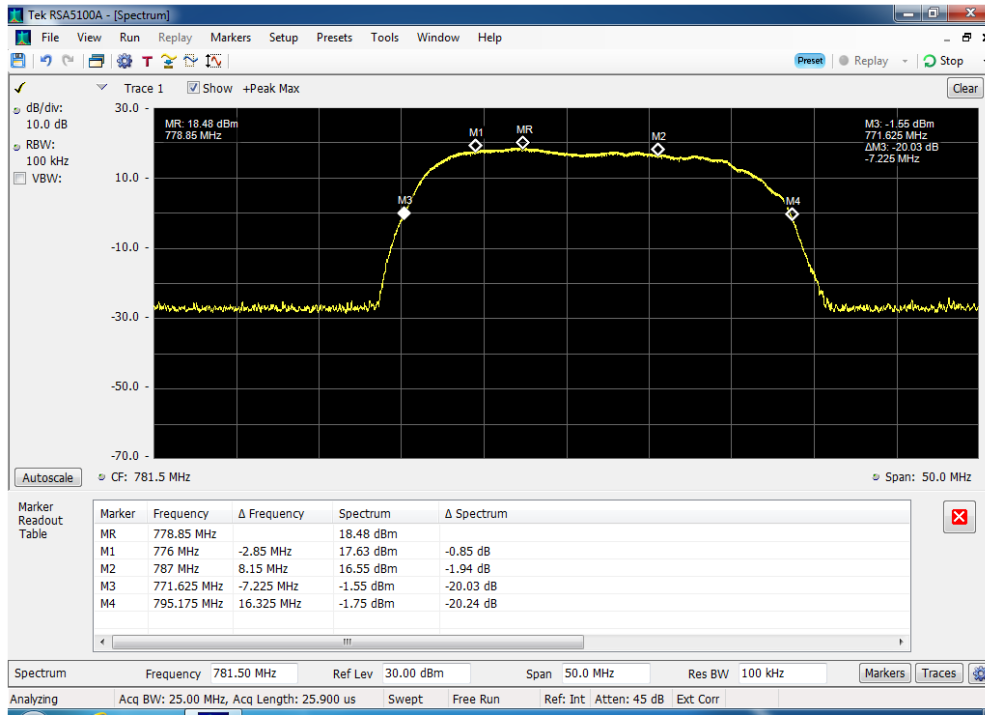 Tek RSA5100A - [Spectrum]
File View Run Replay Markers Setup Presets Tools Window Help
Preset Replay Stop
Trace 1 Show +Peak Max Clear
dB/div:
10.0 dB
RBW:
100 kHz
VBW:
30.0 -
10.0 -
-10.0 -
-30.0 -
-50.0 -
-70.0 -
MR: 18.48 dBm
778.85 MHz
M3: -1.55 dBm
771.625 MHz
ΔM3: -20.03 dB
-7.225 MHz
M1 MR M2
M3 M4
Autoscale CF: 781.5 MHz Span: 50.0 MHz
Marker
Readout
Table
Marker Frequency Δ Frequency Spectrum Δ Spectrum
MR 778.85 MHz 18.48 dBm
M1 776 MHz -2.85 MHz 17.63 dBm -0.85 dB
M2 787 MHz 8.15 MHz 16.55 dBm -1.94 dB
M3 771.625 MHz -7.225 MHz -1.55 dBm -20.03 dB
M4 795.175 MHz 16.325 MHz -1.75 dBm -20.24 dB
Spectrum Frequency 781.50 MHz Ref Lev 30.00 dBm Span 50.0 MHz Res BW 100 kHz Markers Traces
Analyzing Acq BW: 25.00 MHz, Acq Length: 25.900 us Swept Free Run Ref: Int Atten: 45 dB Ext Corr